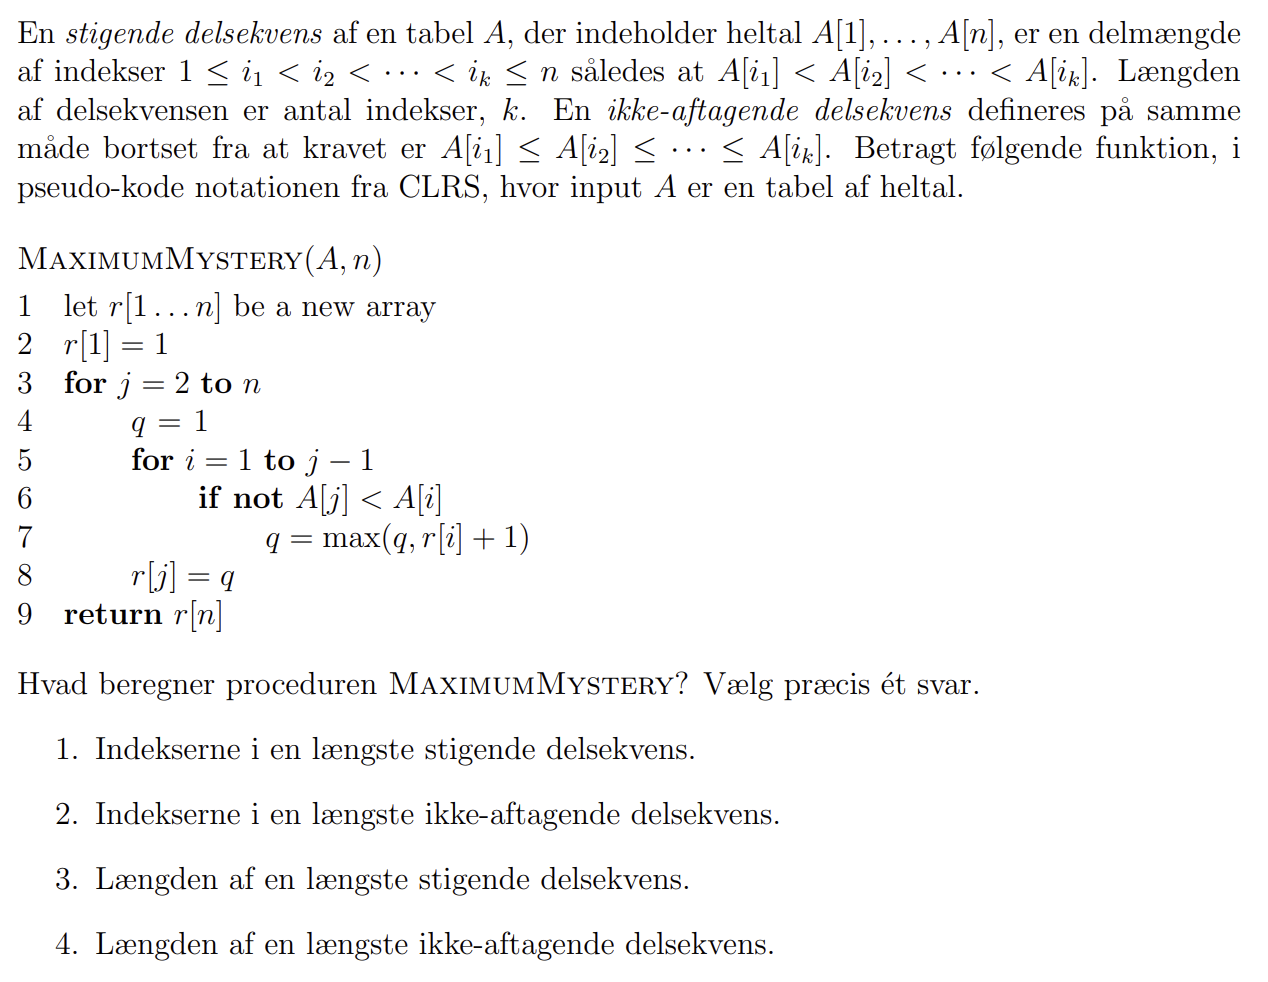 En stigende delsekvens af en tabel A, der indeholder heltal A[1], . . . , A[n], er en delmængde
af indekser 1 ≤ i₁ < i₂ < · · · < iₖ ≤ n således at A[i₁] < A[i₂] < · · · < A[iₖ]. Længden
af delsekvensen er antal indekser, k. En ikke-aftagende delsekvens defineres på samme
måde bortset fra at kravet er A[i₁] ≤ A[i₂] ≤ · · · ≤ A[iₖ]. Betragt følgende funktion, i
pseudo-kode notationen fra CLRS, hvor input A er en tabel af heltal.
MAXIMUMMYSTERY(A, n)
1 let r[1 . . . n] be a new array
2 r[1] = 1
3 for j = 2 to n
4 q = 1
5 for i = 1 to j − 1
6 if not A[j] < A[i]
7 q = max(q, r[i] + 1)
8 r[j] = q
9 return r[n]
Hvad beregner proceduren MAXIMUMMYSTERY? Vælg præcis ét svar.
1. Indekserne i en længste stigende delsekvens.
2. Indekserne i en længste ikke-aftagende delsekvens.
3. Længden af en længste stigende delsekvens.
4. Længden af en længste ikke-aftagende delsekvens.